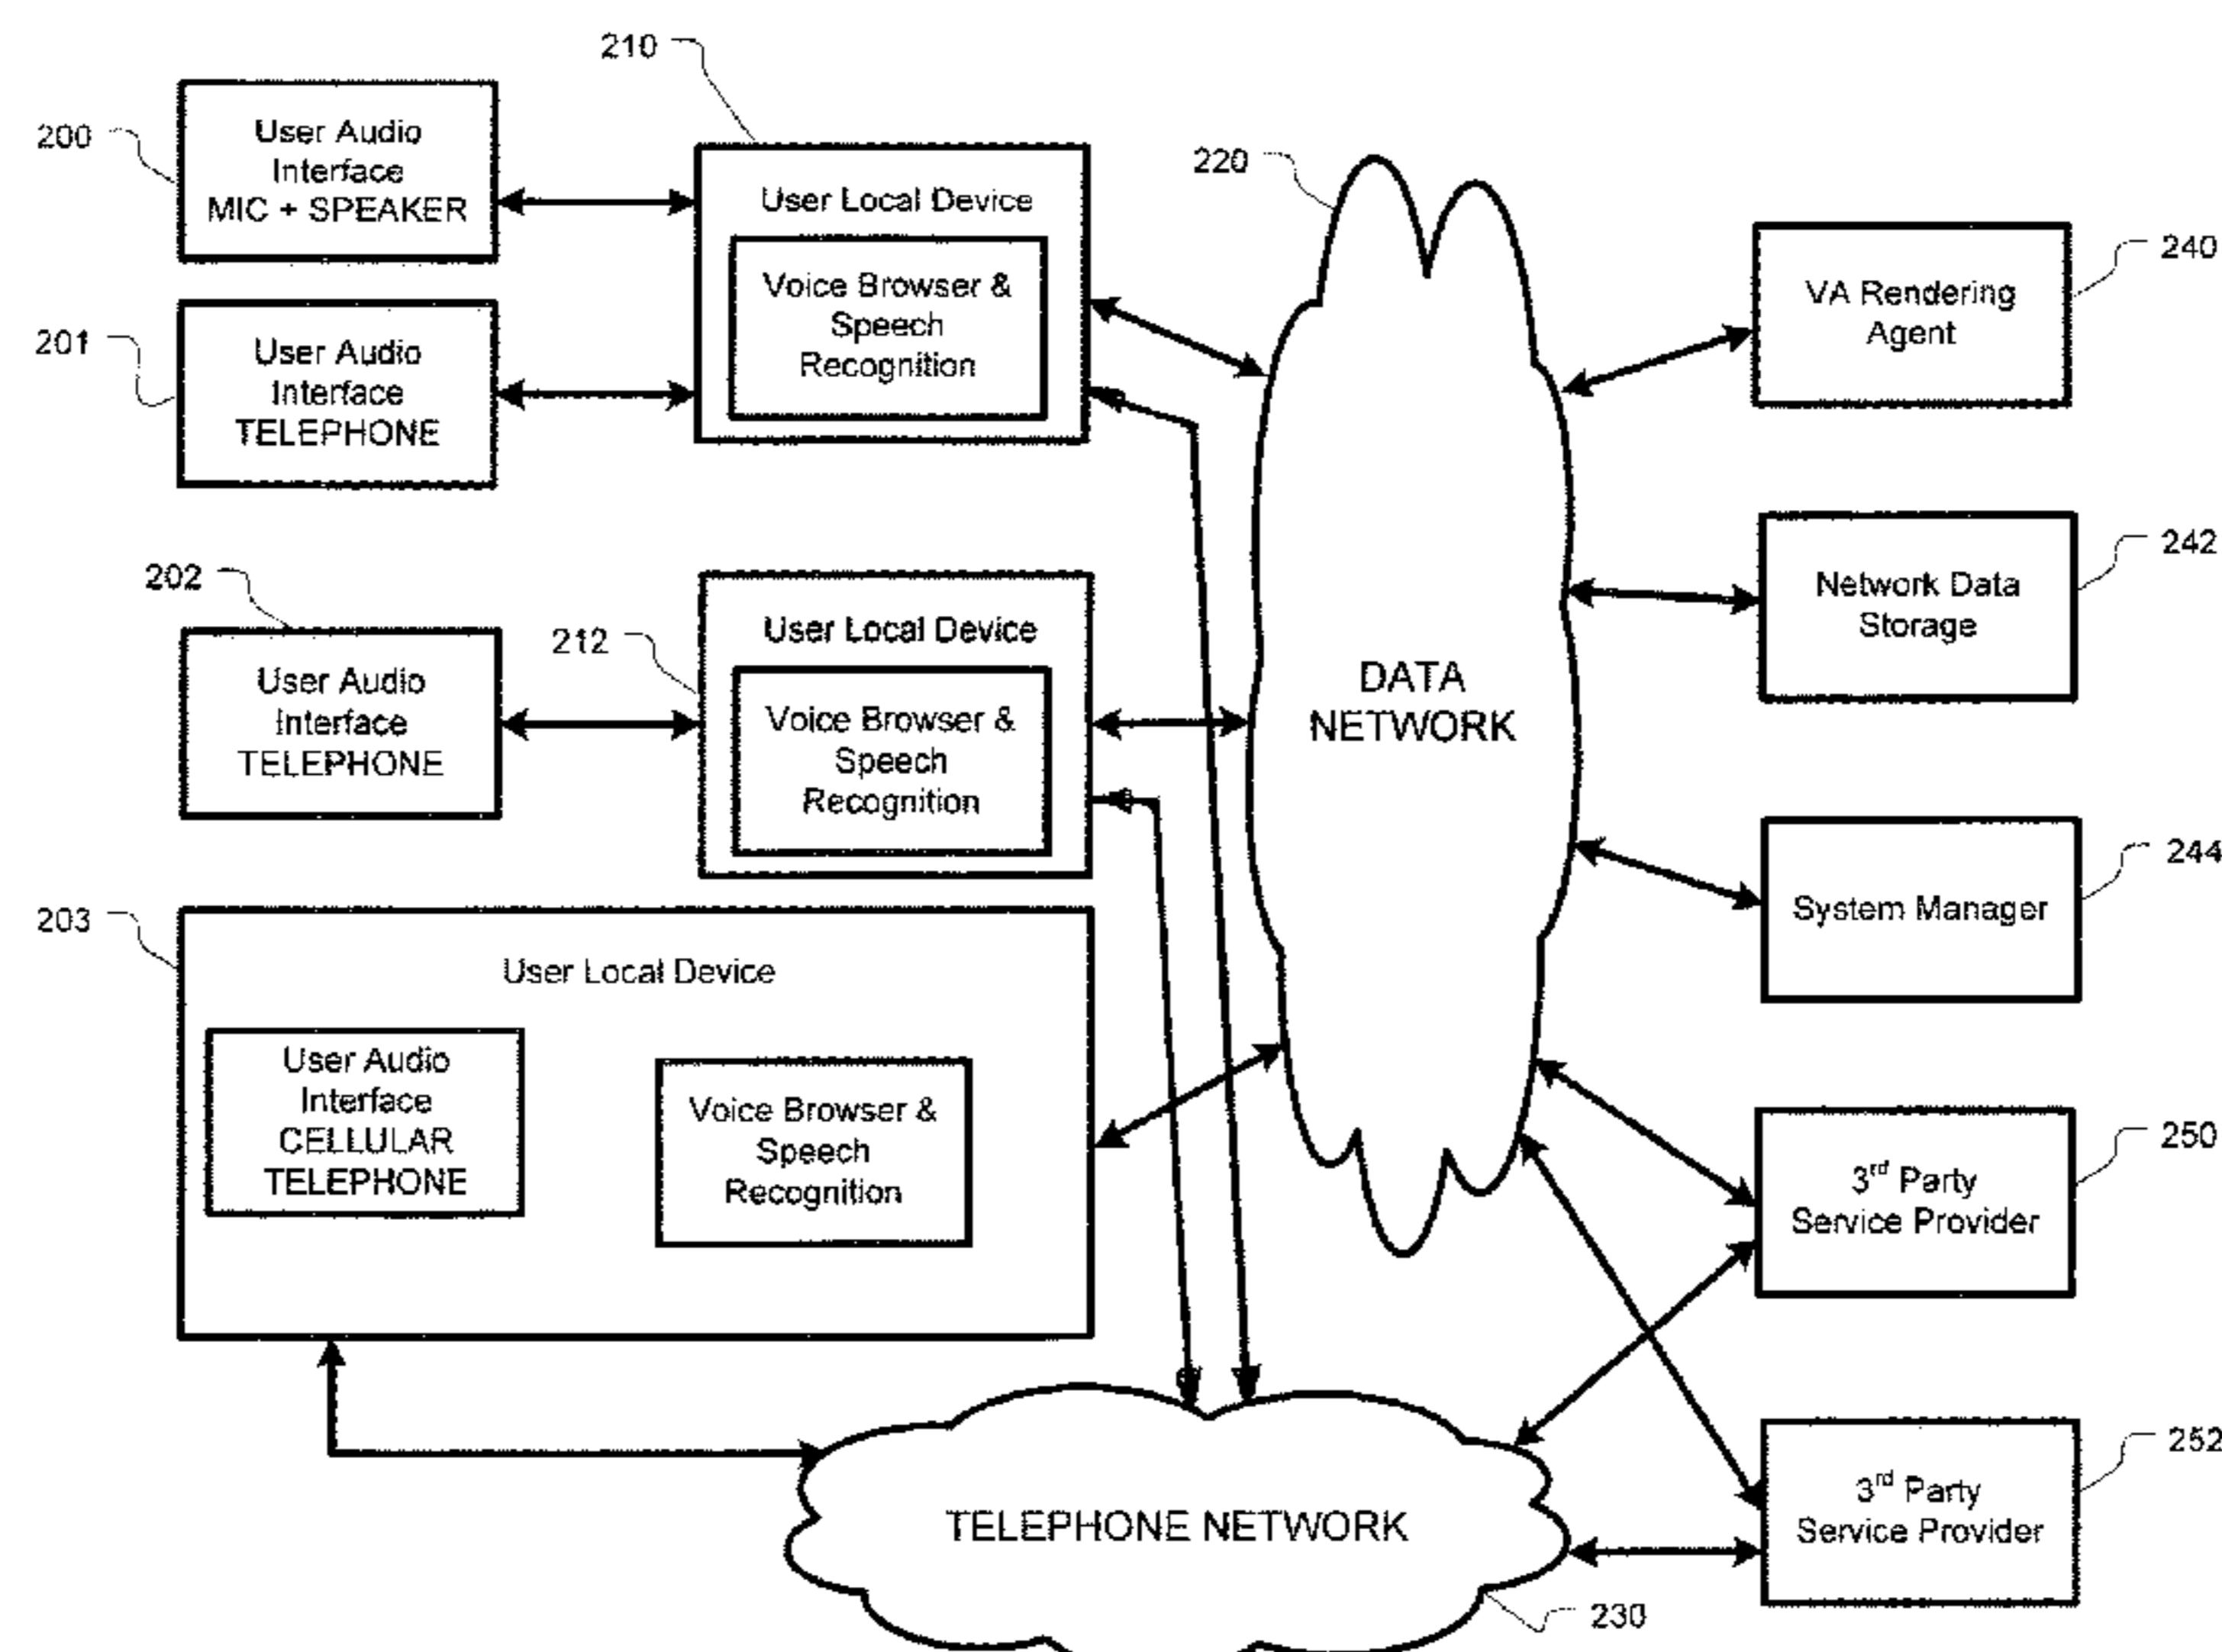 210
200
User Audio
Interface
MIC + SPEAKER
User Local Device
Voice Browser &
Speech
Recognition
201
User Audio
Interface
TELEPHONE
220
DATA
NETWORK
240
VA Rendering
Agent
242
Network Data
Storage
202
User Audio
Interface
TELEPHONE
212
User Local Device
Voice Browser &
Speech
Recognition
244
System Manager
203
User Local Device
User Audio
Interface
CELLULAR
TELEPHONE
Voice Browser &
Speech
Recognition
250
3rd Party
Service Provider
252
3rd Party
Service Provider
TELEPHONE NETWORK
230